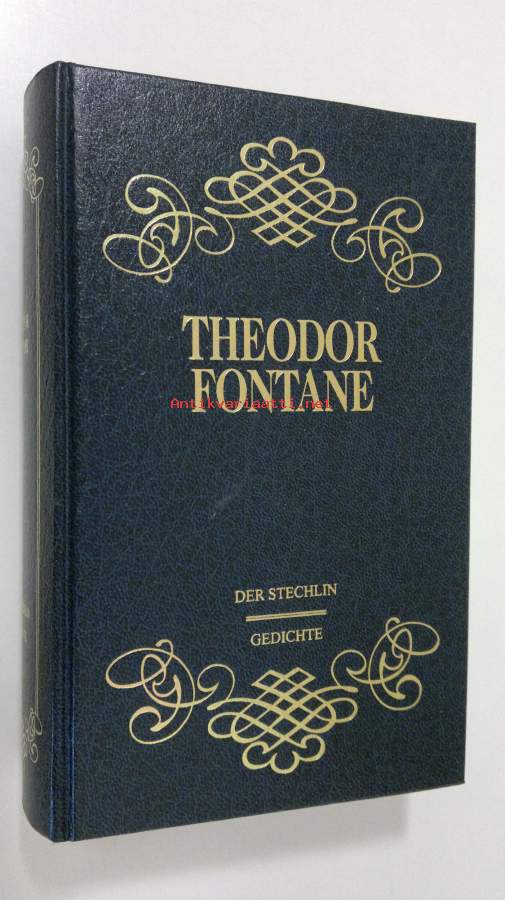 THEODOR
FONTANE
Antikvariaatti.net
DER STECHLIN
GEDICHTE